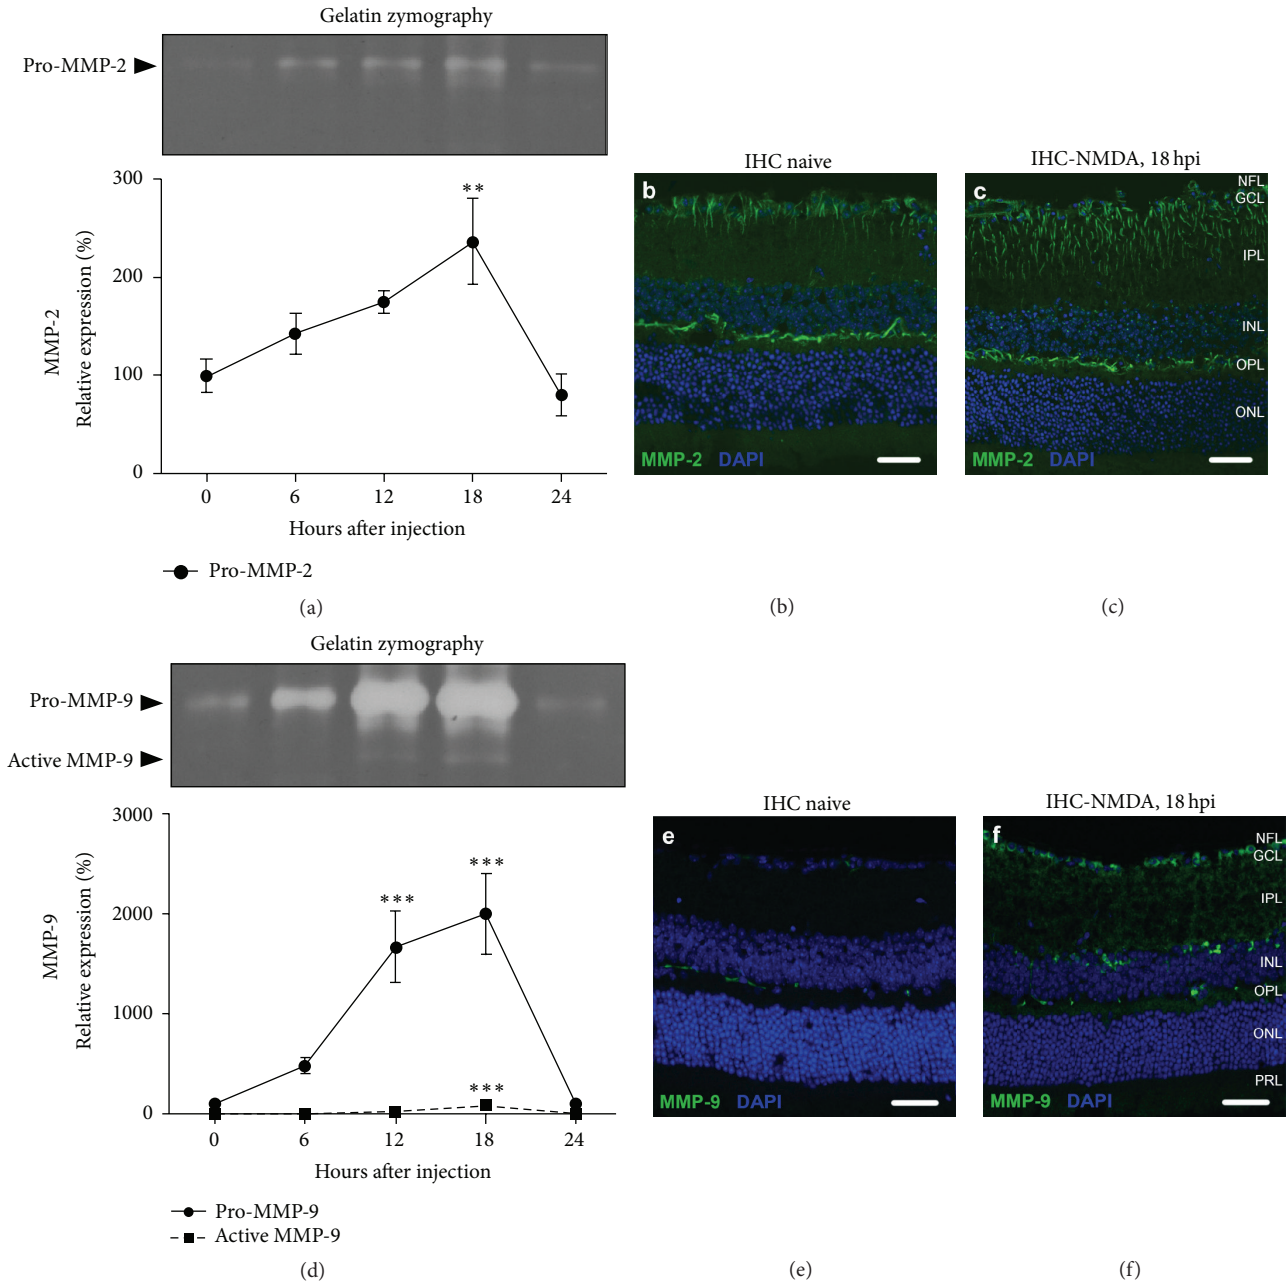 Gelatin zymography
Pro-MMP-2
300
200
100
0
MMP-2
Relative expression (%)
**
0 6 12 18 24
Hours after injection
Pro-MMP-2
(a)
IHC naive
b
MMP-2 DAPI
(b)
IHC-NMDA, 18 hpi
c
NFL
GCL
IPL
INL
OPL
ONL
MMP-2 DAPI
(c)
Gelatin zymography
Pro-MMP-9
Active MMP-9
3000
2000
1000
0
MMP-9
Relative expression (%)
***
***
***
0 6 12 18 24
Hours after injection
Pro-MMP-9
Active MMP-9
(d)
IHC naive
e
MMP-9 DAPI
(e)
IHC-NMDA, 18 hpi
f
NFL
GCL
IPL
INL
OPL
ONL
PRL
MMP-9 DAPI
(f)